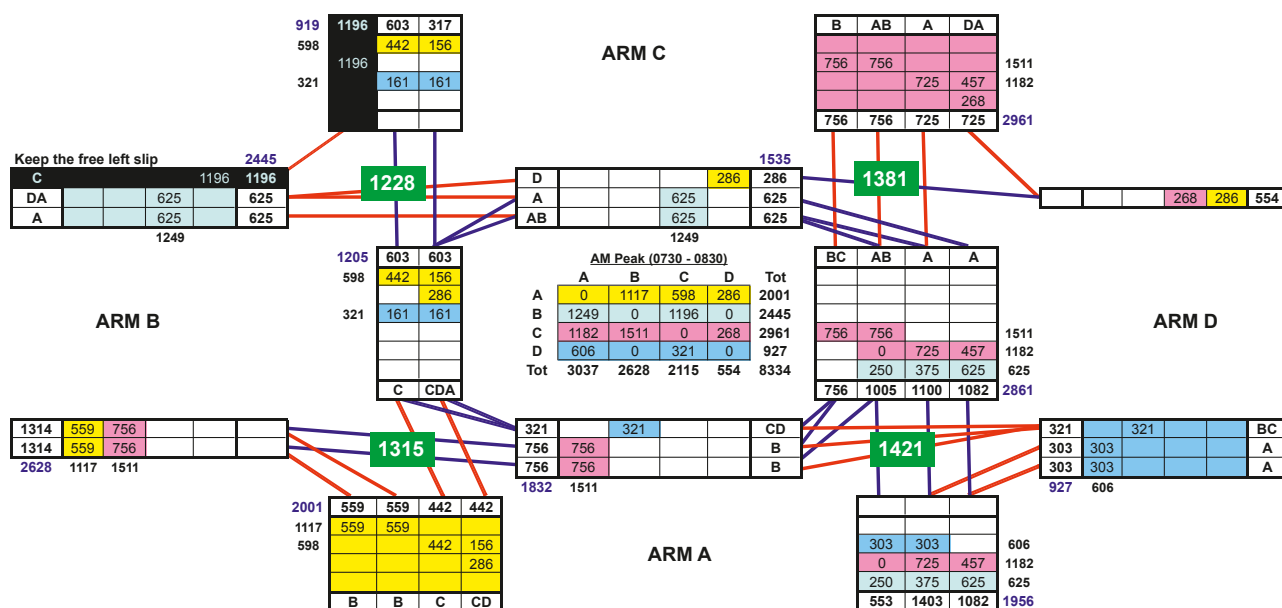 919 1196 603 317 B AB A DA
598 442 156
ARM C
1196 756 756 1511
321 161 161 725 457 1182
268
756 756 725 725 2961
Keep the free left slip 2445 1535
C 1196 1196 1228 D 286 286 1381
DA 625 625 A 625 625 268 286 554
A 625 625 AB 625 625
1249 1249
1205 603 603 AM Peak (0730 - 0830) BC AB A A
598 442 156 A B C D Tot
286 A 0 1117 598 286 2001
ARM B 321 161 161 B 1249 0 1196 0 2445 ARM D
C 1182 1511 0 268 2961 756 756 1511
D 606 0 321 0 927 0 725 457 1182
Tot 3037 2628 2115 554 8334 250 375 625 625
C CDA 756 1005 1100 1082 2861
1314 559 756 321 321 CD 321 321 BC
1314 559 756 1315 756 756 B 1421 303 303 A
756 756 B 303 303 A
2628 1117 1511 1832 1511 927 606
2001 559 559 442 442
1117 559 559
598 442 156 303 303 606
ARM A
286 0 725 457 1182
250 375 625 625
B B C CD 553 1403 1082 1956